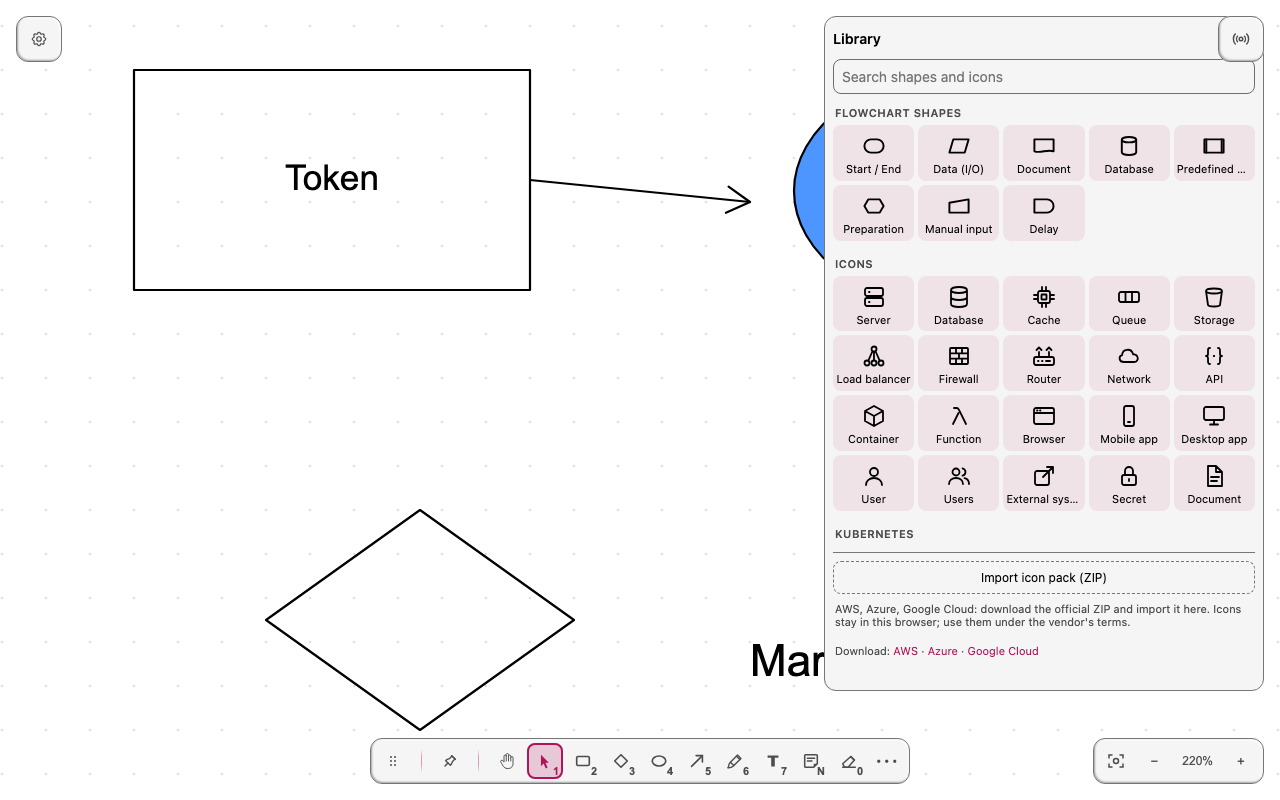 Library
Search shapes and icons
FLOWCHART SHAPES
Start / End
Data (I/O)
Document
Database
Predefined ...
Preparation
Manual input
Delay
ICONS
Server
Database
Cache
Queue
Storage
Load balancer
Firewall
Router
Network
API
Container
Function
Browser
Mobile app
Desktop app
User
Users
External sys...
Secret
Document
KUBERNETES
Import icon pack (ZIP)
AWS, Azure, Google Cloud: download the official ZIP and import it here. Icons
stay in this browser; use them under the vendor's terms.
Download: AWS · Azure · Google Cloud
Token
1
2
3
4
5
6
T 7
N
0
220%